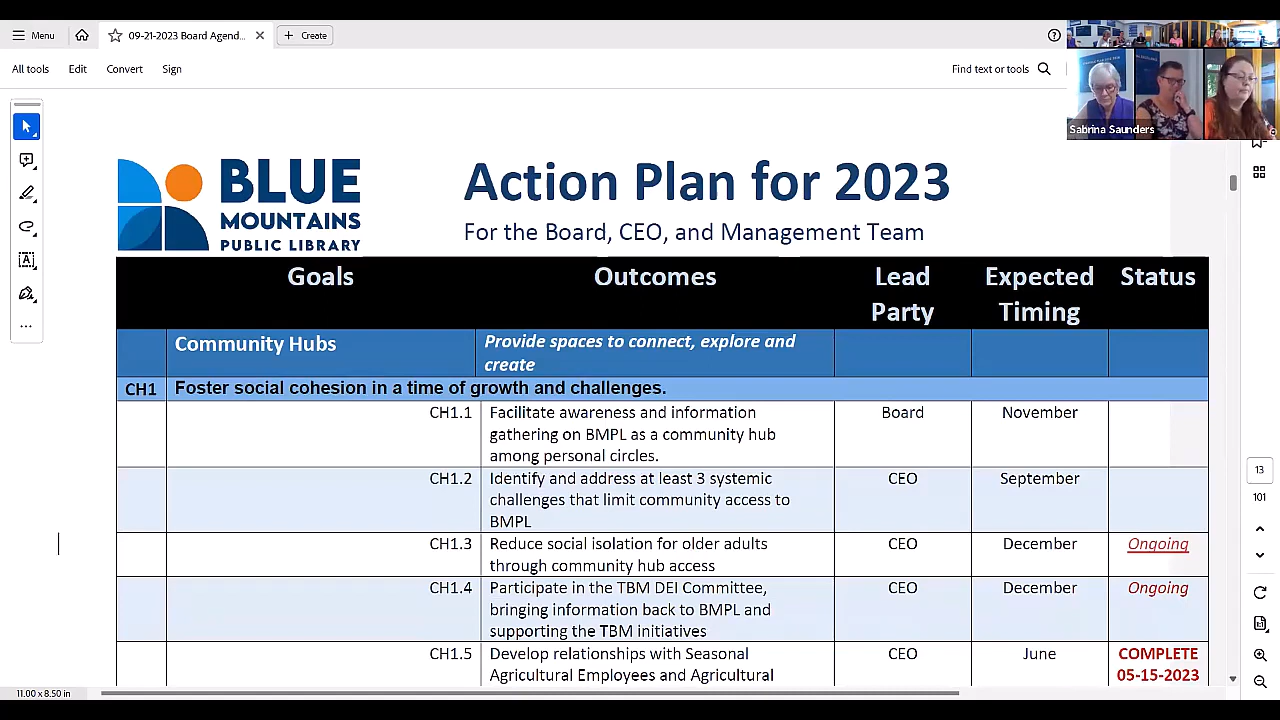 Menu
09-21-2023 Board Agend...
Create
All tools
Edit
Convert
Sign
Find text or tools
Sabrina Saunders
BLUE
MOUNTAINS
PUBLIC LIBRARY
Action Plan for 2023
For the Board, CEO, and Management Team
Goals Outcomes Lead Party Expected Timing Status
Community Hubs Provide spaces to connect, explore and
create
CH1 Foster social cohesion in a time of growth and challenges.
CH1.1 Facilitate awareness and information Board November
gathering on BMPL as a community hub
among personal circles.
CH1.2 Identify and address at least 3 systemic CEO September
challenges that limit community access to
BMPL
CH1.3 Reduce social isolation for older adults CEO December Ongoing
through community hub access
CH1.4 Participate in the TBM DEI Committee, CEO December Ongoing
bringing information back to BMPL and
supporting the TBM initiatives
CH1.5 Develop relationships with Seasonal CEO June COMPLETE
Agricultural Employees and Agricultural 05-15-2023
13
101
11.00 x 8.50 in